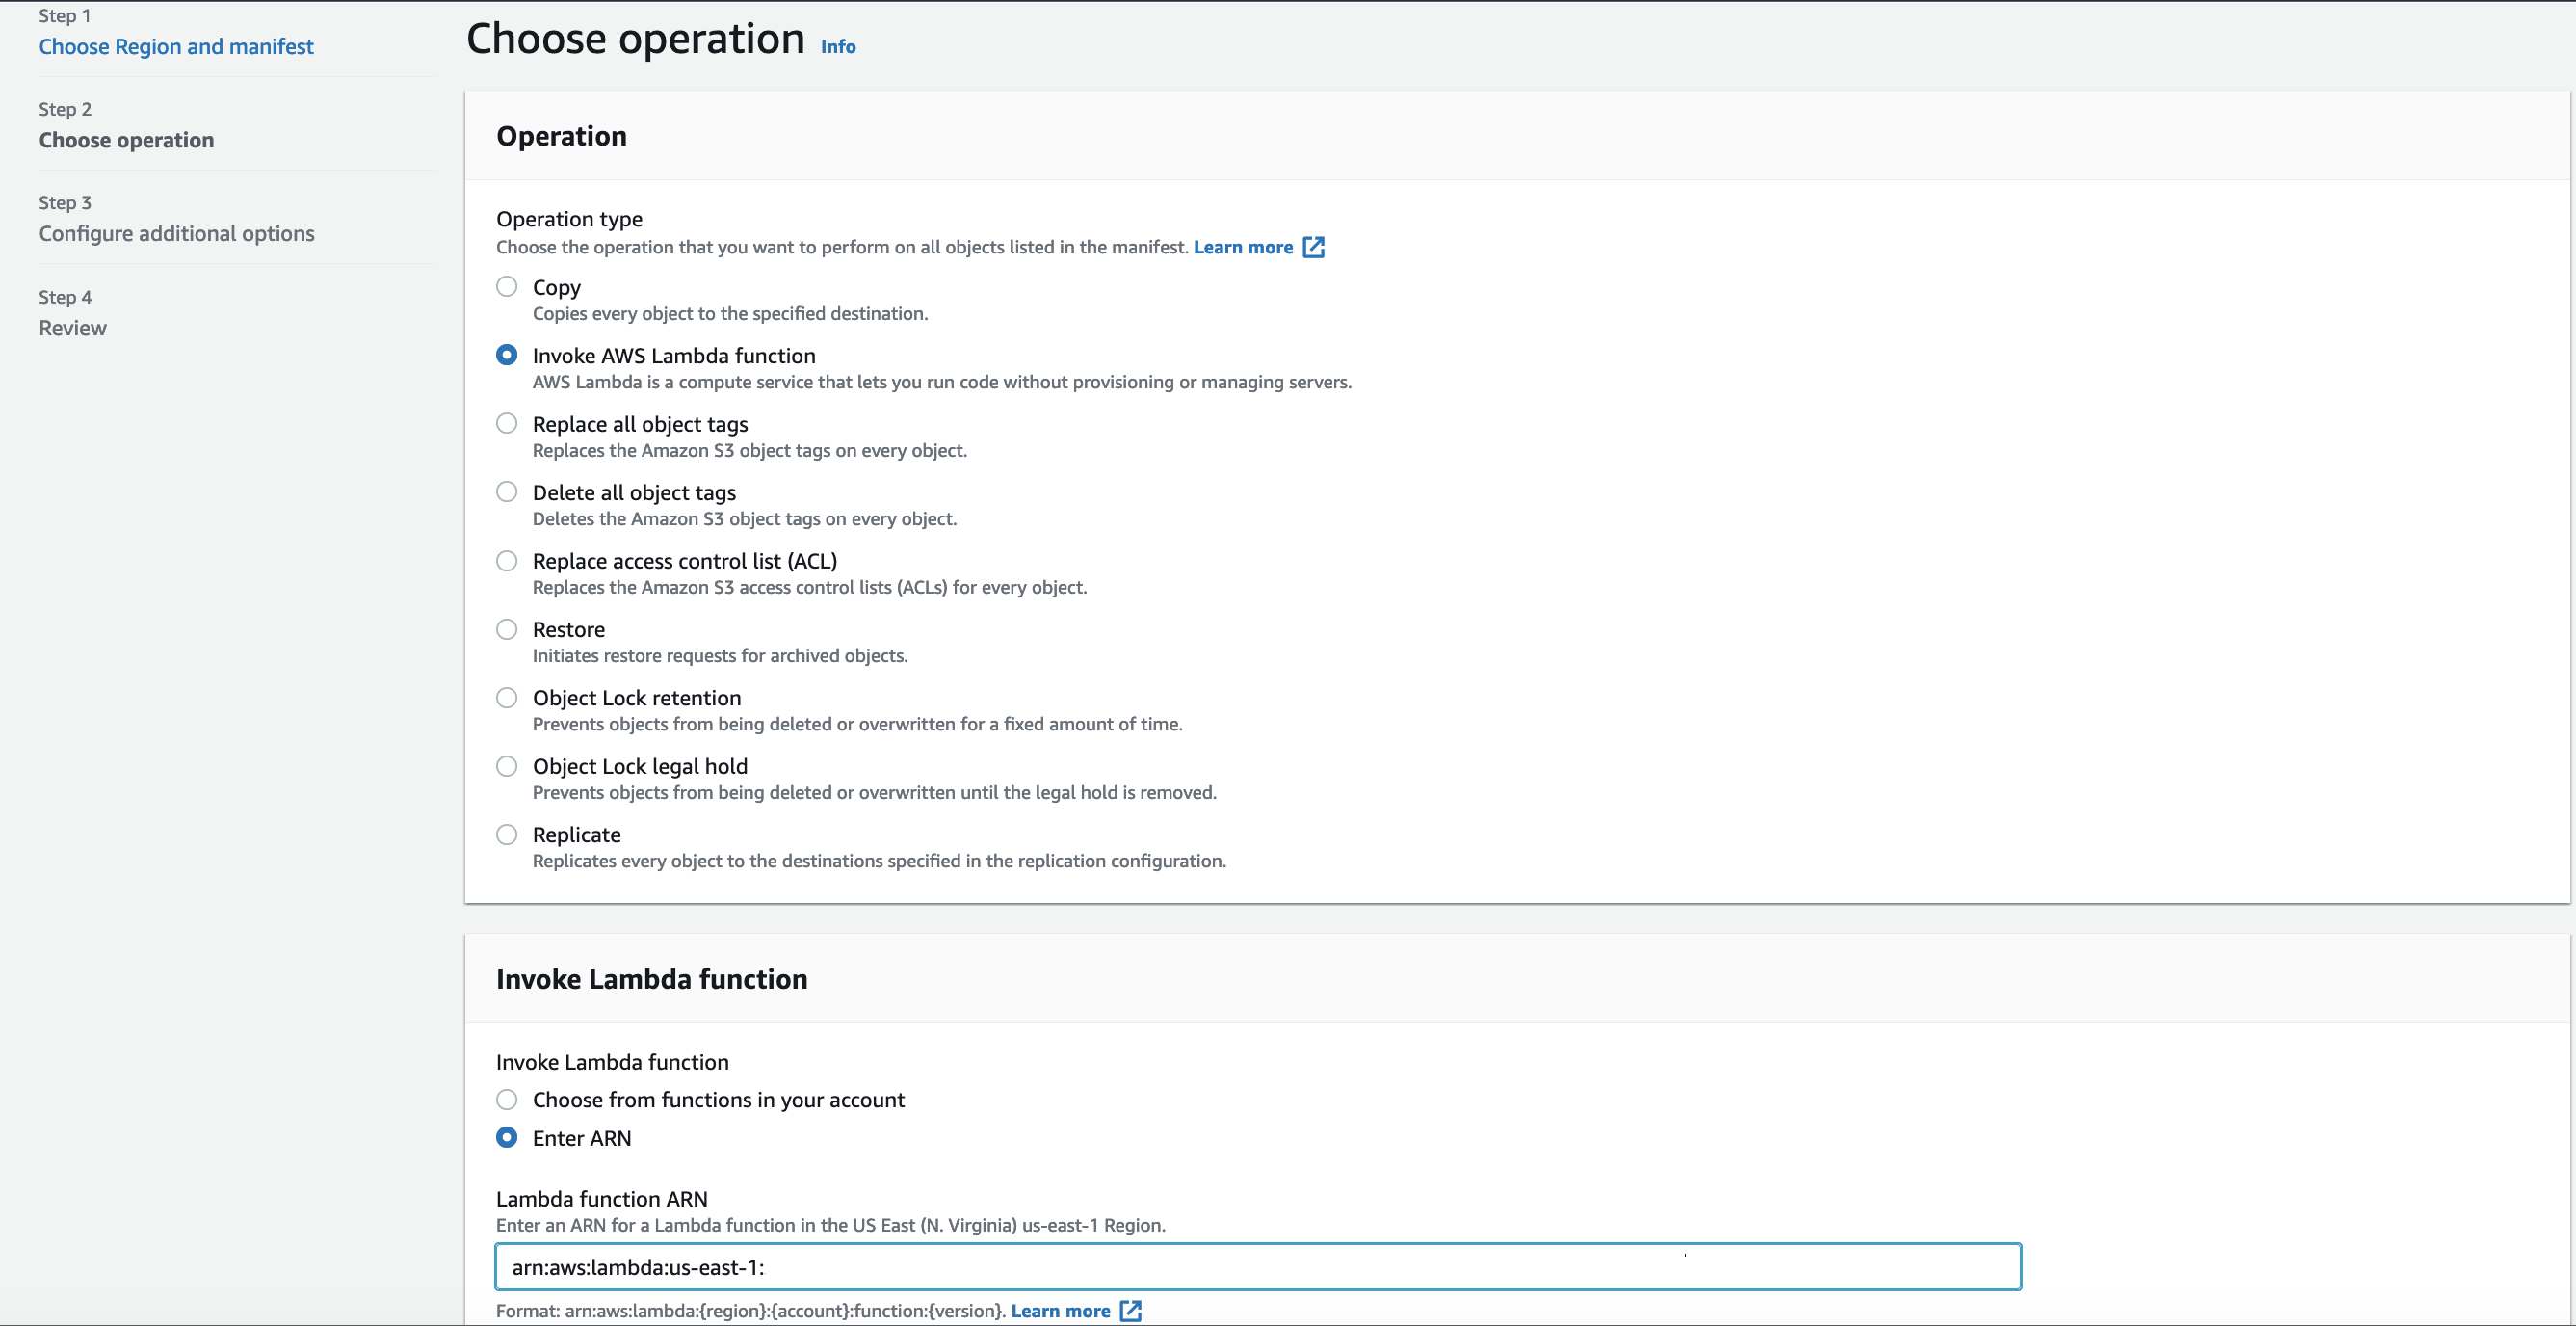 Step 1
Choose Region and manifest
Step 2
Choose operation
Step 3
Configure additional options
Step 4
Review
Choose operation Info
Operation
Operation type
Choose the operation that you want to perform on all objects listed in the manifest. Learn more
Copy
Copies every object to the specified destination.
Invoke AWS Lambda function
AWS Lambda is a compute service that lets you run code without provisioning or managing servers.
Replace all object tags
Replaces the Amazon S3 object tags on every object.
Delete all object tags
Deletes the Amazon S3 object tags on every object.
Replace access control list (ACL)
Replaces the Amazon S3 access control lists (ACLs) for every object.
Restore
Initiates restore requests for archived objects.
Object Lock retention
Prevents objects from being deleted or overwritten for a fixed amount of time.
Object Lock legal hold
Prevents objects from being deleted or overwritten until the legal hold is removed.
Replicate
Replicates every object to the destinations specified in the replication configuration.
Invoke Lambda function
Invoke Lambda function
Choose from functions in your account
Enter ARN
Lambda function ARN
Enter an ARN for a Lambda function in the US East (N. Virginia) us-east-1 Region.
arn:aws:lambda:us-east-1:
Format: arn:aws:lambda:{region}:{account}:function:{version}. Learn more